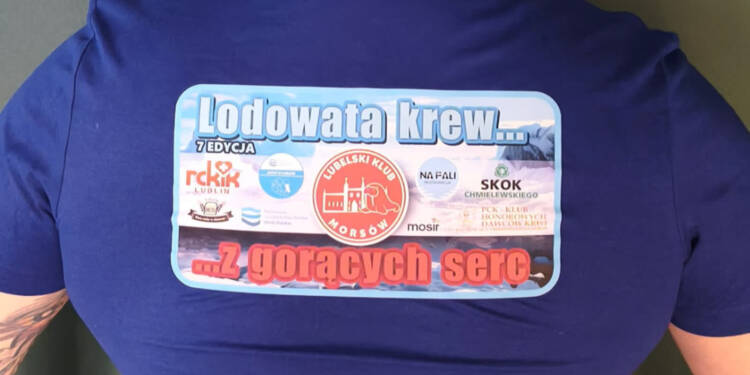 Lodowata krew...
7 EDYCJA
rckik
LUBLIN
LUBELSKI KLUB
MORSÓW
NA FALI
SKOK
CHMIELEWSKIEGO
mosir
PCK - KLUB
HONOROWYCH
DAWCÓW KRWI
...z gorących serc